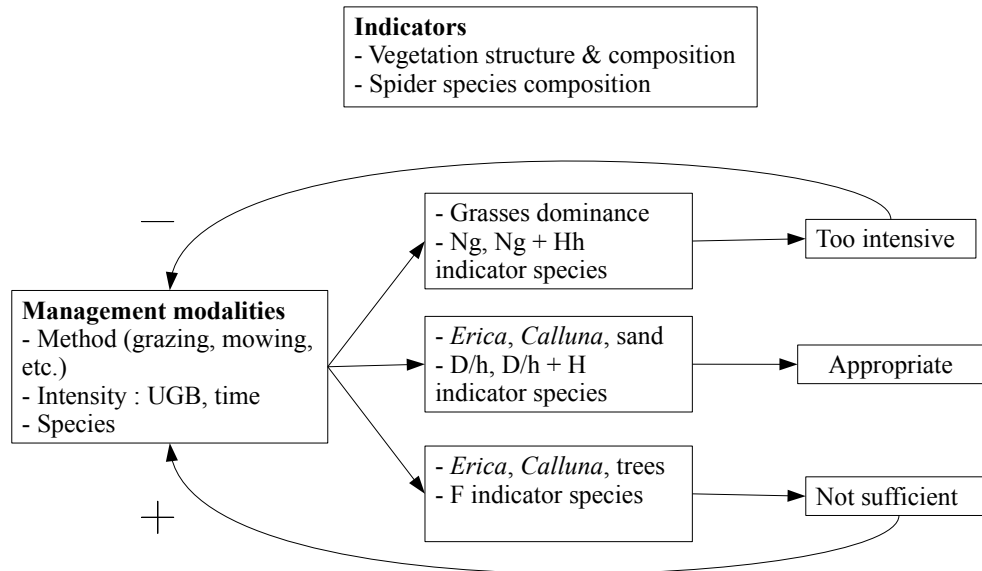 Indicators
- Vegetation structure & composition
- Spider species composition
—
- Grasses dominance
- Ng, Ng + Hh
indicator species
Too intensive
Management modalities
- Method (grazing, mowing,
etc.)
- Intensity : UGB, time
- Species
- Erica, Calluna, sand
- D/h, D/h + H
indicator species
Appropriate
- Erica, Calluna, trees
- F indicator species
Not sufficient
+